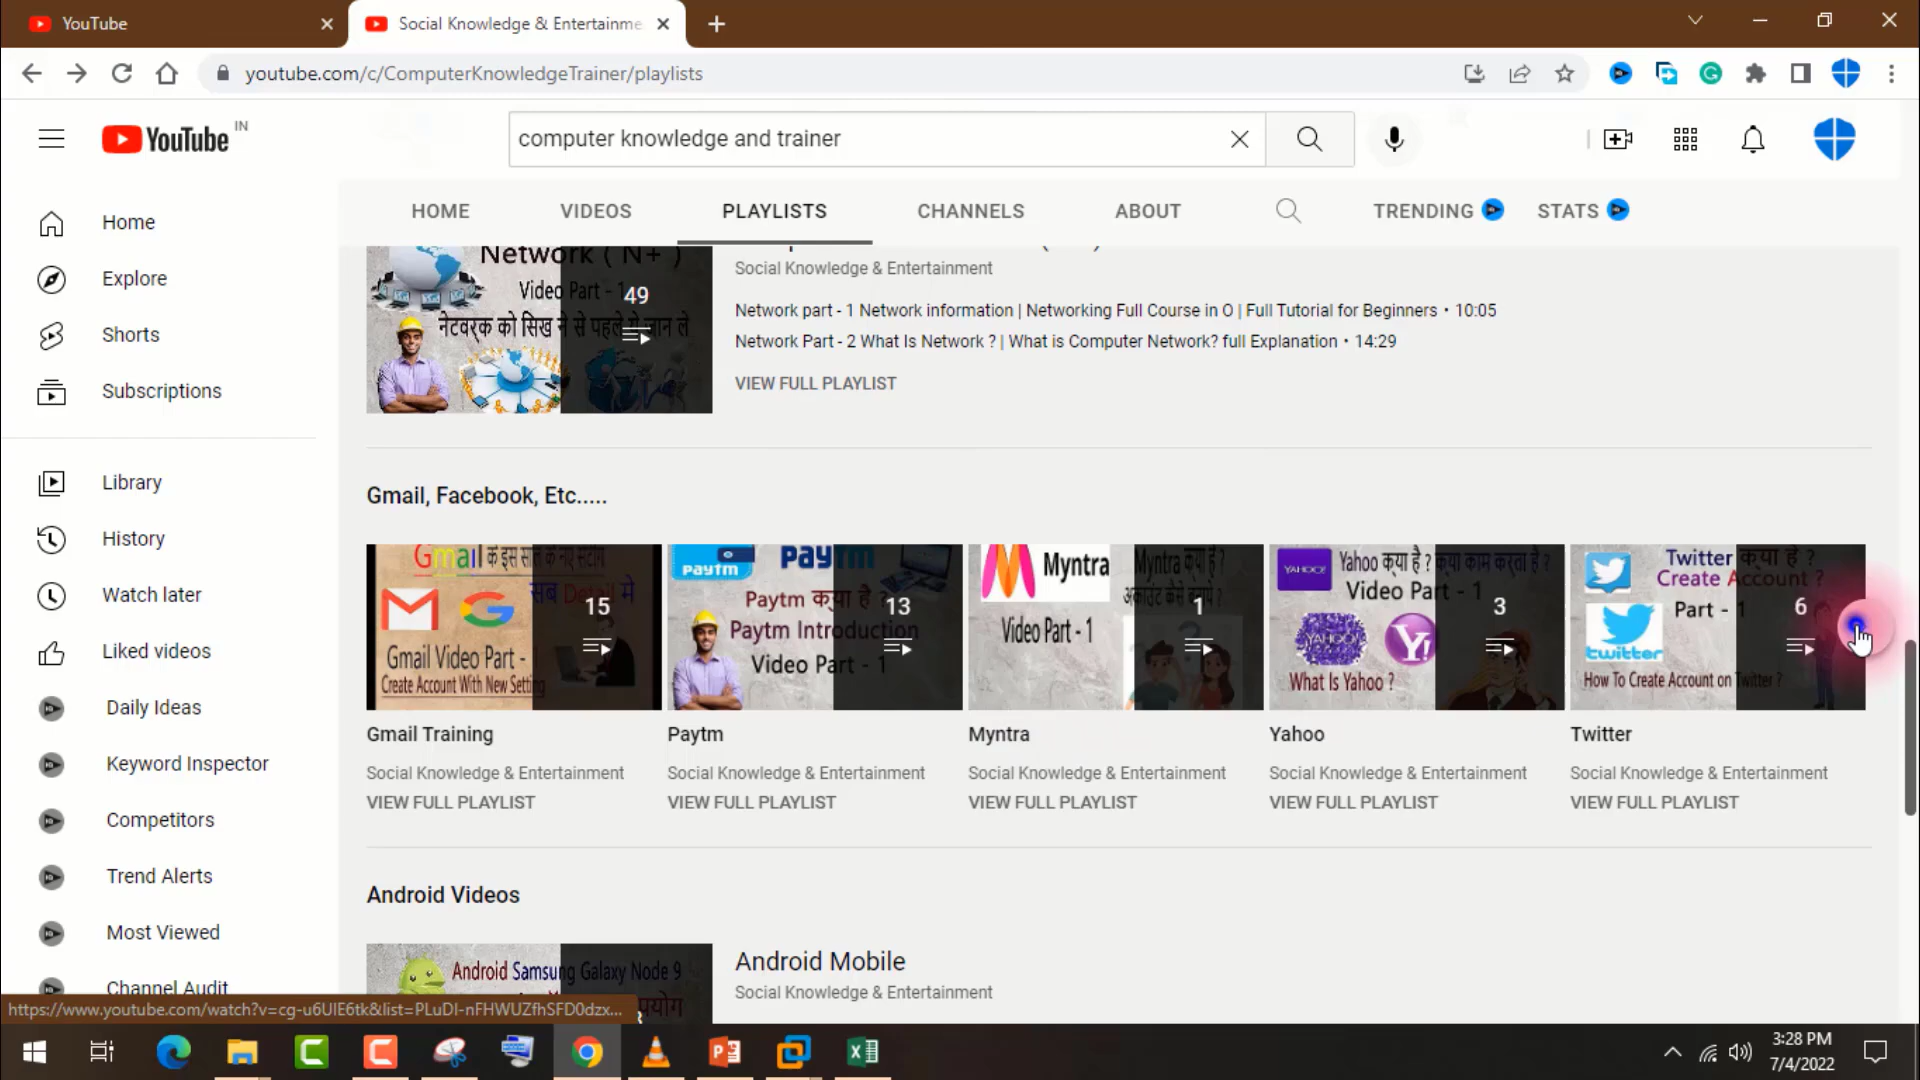 YouTube
Social Knowledge & Entertainme
youtube.com/c/ComputerKnowledgeTrainer/playlists
YouTube IN
computer knowledge and trainer
HOME
VIDEOS
PLAYLISTS
CHANNELS
ABOUT
TRENDING
STATS
Home
Explore
Shorts
Subscriptions
Library
History
Watch later
Liked videos
Daily Ideas
Keyword Inspector
Competitors
Trend Alerts
Most Viewed
Channel Audit
Network ( N+ )
Video Part - 1
49
नेटवर्क को सिख ने से पहले ये जान ले
Social Knowledge & Entertainment
Network part - 1 Network information | Networking Full Course in O | Full Tutorial for Beginners • 10:05
Network Part - 2 What Is Network ? | What is Computer Network? full Explanation • 14:29
VIEW FULL PLAYLIST
Gmail, Facebook, Etc.....
Gmail के इस साल के नए सेटिंग
सब Detail मे
15
Gmail Video Part -
Create Account With New Setting
Gmail Training
Social Knowledge & Entertainment
VIEW FULL PLAYLIST
Paytm
Paytm
Paytm क्या है ?
13
Paytm Introduction
Video Part - 1
Paytm
Social Knowledge & Entertainment
VIEW FULL PLAYLIST
Myntra
Myntra क्या है ?
अकाउंट कैसे बनाये ?
1
Video Part - 1
Myntra
Social Knowledge & Entertainment
VIEW FULL PLAYLIST
YAHOO!
Yahoo क्या है ? क्या काम करता है ?
Video Part - 1
3
YAHOO!
Y!
What Is Yahoo ?
Yahoo
Social Knowledge & Entertainment
VIEW FULL PLAYLIST
Twitter क्या है ?
Create Account ?
Part - 1
6
twitter
How To Create Account on Twitter ?
Twitter
Social Knowledge & Entertainment
VIEW FULL PLAYLIST
Android Videos
Android Samsung Galaxy Node 9
Android Mobile
Social Knowledge & Entertainment
https://www.youtube.com/watch?v=cg-u6UIE6tk&list=PLuDI-nFHWUZfhSFD0dzx...
3:28 PM
7/4/2022